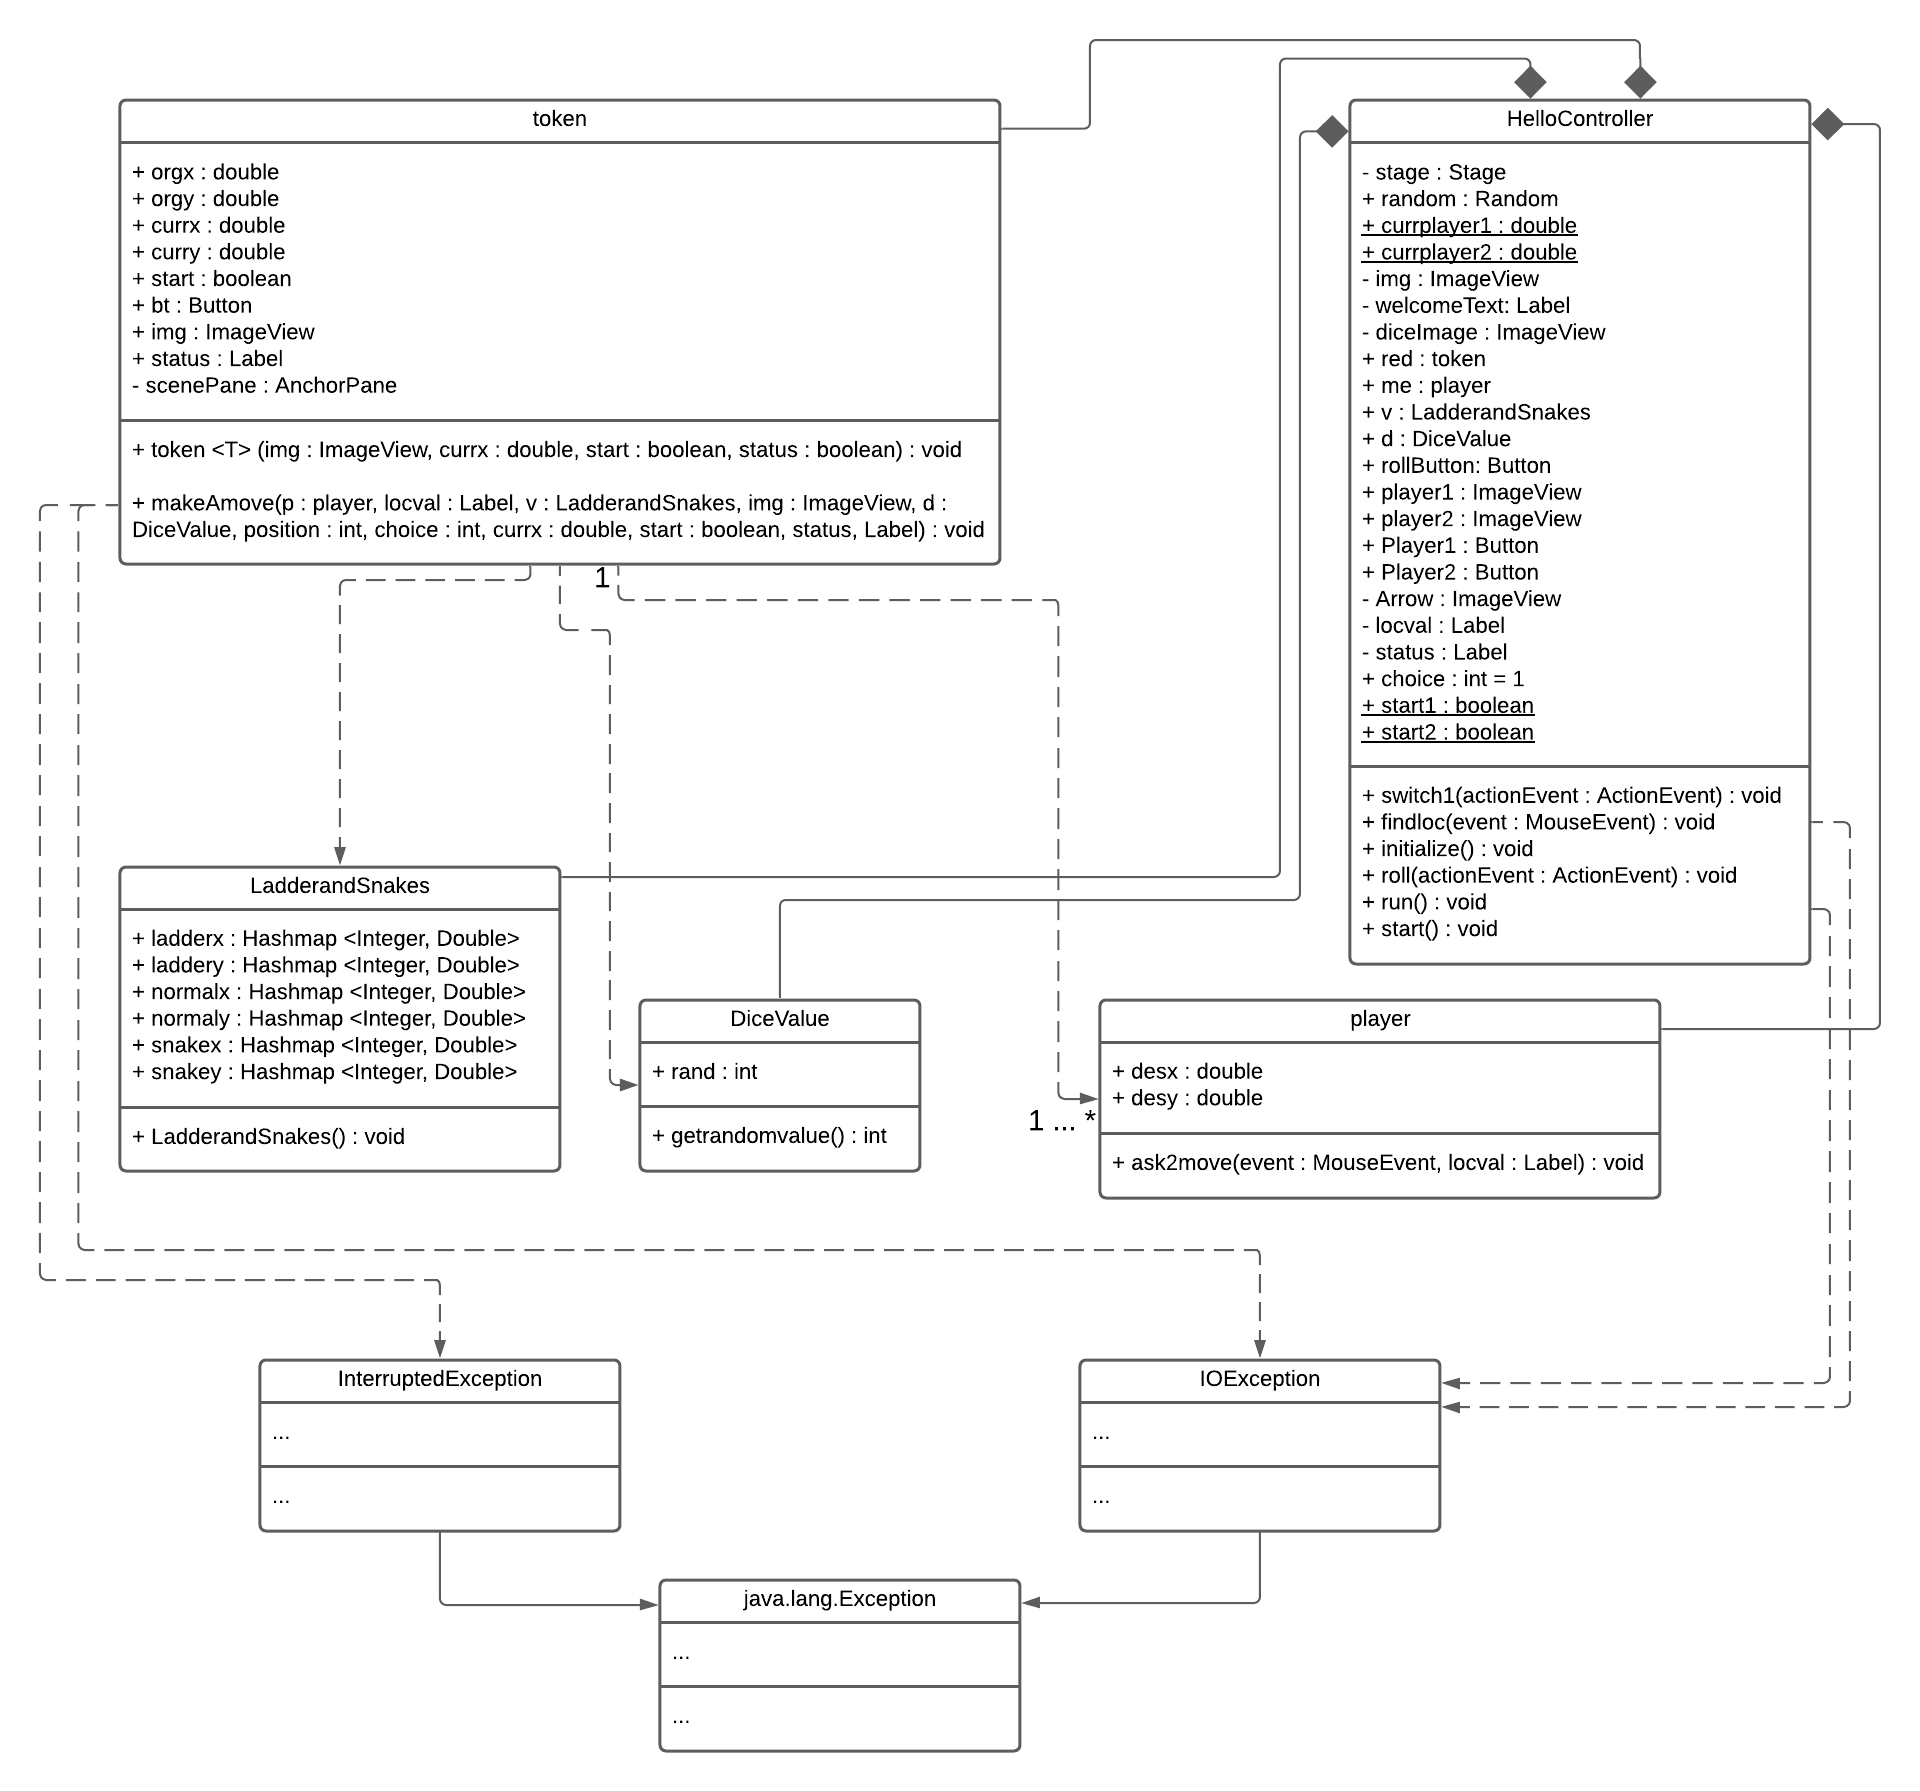 token
+ orgx : double
+ orgy : double
+ currx : double
+ curry : double
+ start : boolean
+ bt : Button
+ img : ImageView
+ status : Label
- scenePane : AnchorPane
+ token <T> (img : ImageView, currx : double, start : boolean, status : boolean) : void
+ makeAmove(p : player, locval : Label, v : LadderandSnakes, img : ImageView, d :
DiceValue, position : int, choice : int, currx : double, start : boolean, status, Label) : void
1
HelloController
- stage : Stage
+ random : Random
+ currplayer1 : double
+ currplayer2 : double
- img : ImageView
- welcomeText: Label
- diceImage : ImageView
+ red : token
+ me : player
+ v : LadderandSnakes
+ d : DiceValue
+ rollButton: Button
+ player1 : ImageView
+ player2 : ImageView
+ Player1 : Button
+ Player2 : Button
- Arrow : ImageView
- locval : Label
- status : Label
+ choice : int = 1
+ start1 : boolean
+ start2 : boolean
+ switch1(actionEvent : ActionEvent) : void
+ findloc(event : MouseEvent) : void
+ initialize() : void
+ roll(actionEvent : ActionEvent) : void
+ run() : void
+ start() : void
LadderandSnakes
+ ladderx : Hashmap <Integer, Double>
+ laddery : Hashmap <Integer, Double>
+ normalx : Hashmap <Integer, Double>
+ normaly : Hashmap <Integer, Double>
+ snakex : Hashmap <Integer, Double>
+ snakey : Hashmap <Integer, Double>
+ LadderandSnakes() : void
DiceValue
+ rand : int
+ getrandomvalue() : int
1 ... *
player
+ desx : double
+ desy : double
+ ask2move(event : MouseEvent, locval : Label) : void
InterruptedException
...
...
IOException
...
...
java.lang.Exception
...
...